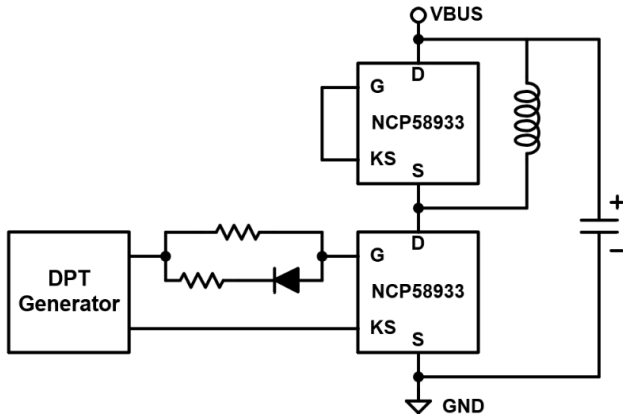 VBUS
D
G
NCP58933
KS
S
+
−
D
G
NCP58933
KS
S
DPT
Generator
GND